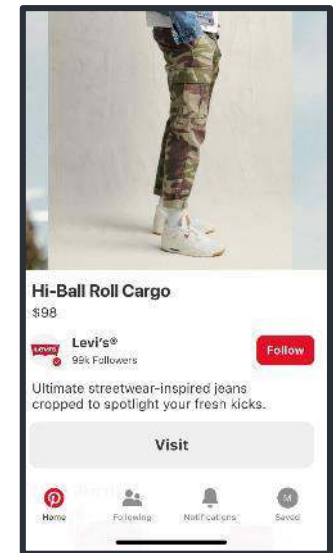 Hi-Ball Roll Cargo
$98
Levi's
Levi's®
99k Followers
Follow
Ultimate streetwear-inspired jeans
cropped to spotlight your fresh kicks.
Visit
Home
Following
Notifications
M
Saved